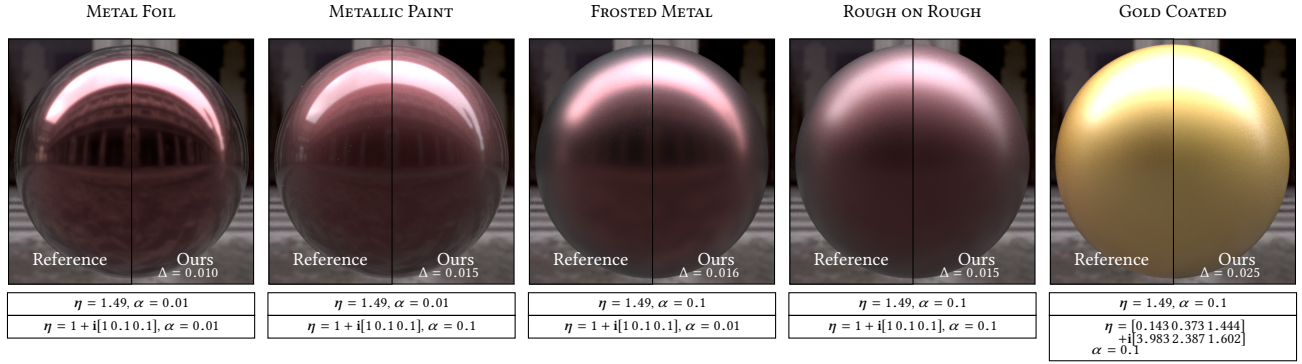 METAL FOIL
METALLIC PAINT
FROSTED METAL
ROUGH ON ROUGH
GOLD COATED
Reference Ours
Δ = 0.010
Reference Ours
Δ = 0.015
Reference Ours
Δ = 0.016
Reference Ours
Δ = 0.015
Reference Ours
Δ = 0.025
η = 1.49, α = 0.01
η = 1 + i[1 0.1 0.1], α = 0.01
η = 1.49, α = 0.01
η = 1 + i[1 0.1 0.1], α = 0.1
η = 1.49, α = 0.1
η = 1 + i[1 0.1 0.1], α = 0.01
η = 1.49, α = 0.1
η = 1 + i[1 0.1 0.1], α = 0.1
η = 1.49, α = 0.1
η = [0.143 0.373 1.444]
+i[3.983 2.387 1.602]
α = 0.1